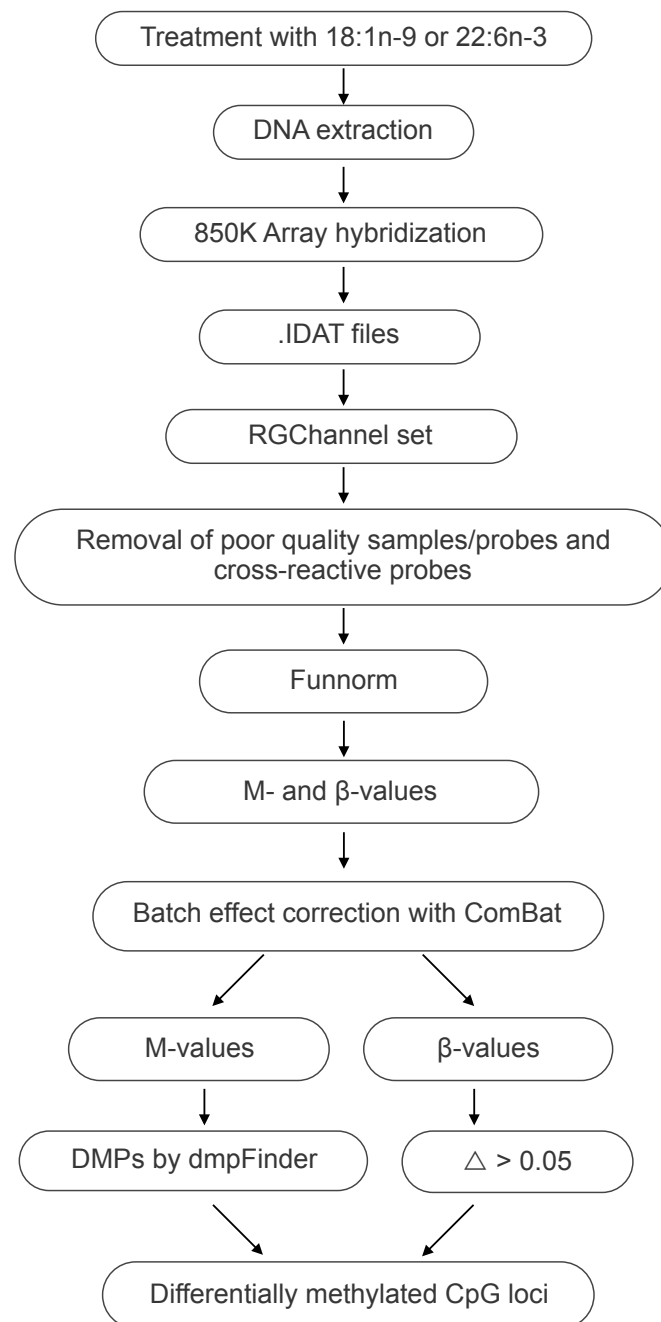 Treatment with 18:1n-9 or 22:6n-3
DNA extraction
850K Array hybridization
.IDAT files
RGChannel set
Removal of poor quality samples/probes and
cross-reactive probes
Funnorm
M- and β-values
Batch effect correction with ComBat
M-values
β-values
DMPs by dmpFinder
△ > 0.05
Differentially methylated CpG loci